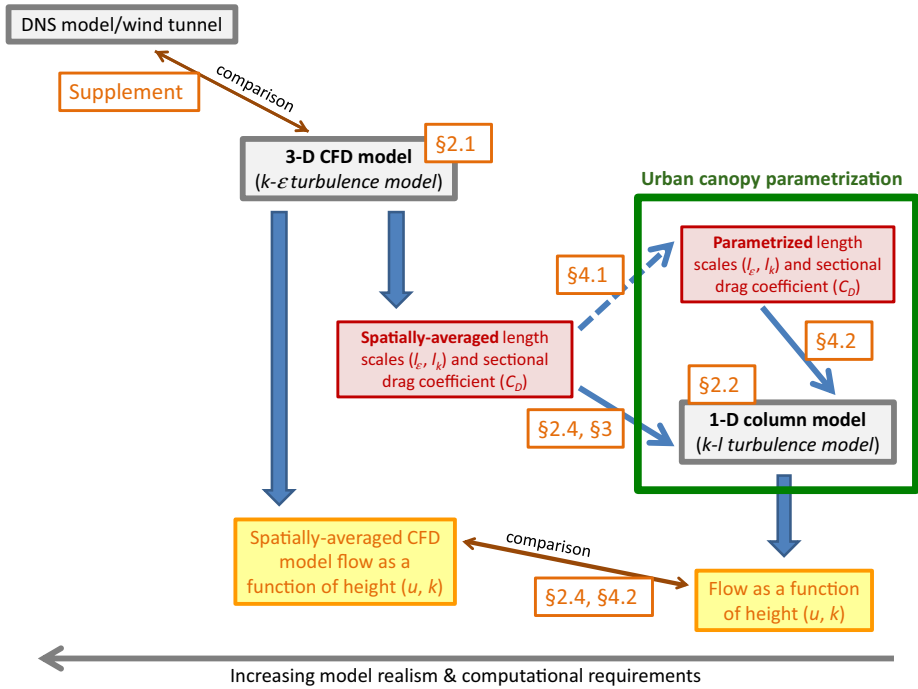 DNS model/wind tunnel
comparison
Supplement
§2.1
3-D CFD model
(k-ε turbulence model)
Urban canopy parametrization
Parametrized length
scales (lε, lk) and sectional
drag coefficient (CD)
§4.1
§4.2
Spatially-averaged length
scales (lε, lk) and sectional
drag coefficient (CD)
§2.2
§2.4, §3
1-D column model
(k-l turbulence model)
Spatially-averaged CFD
model flow as a
function of height (u, k)
comparison
§2.4, §4.2
Flow as a function
of height (u, k)
Increasing model realism & computational requirements